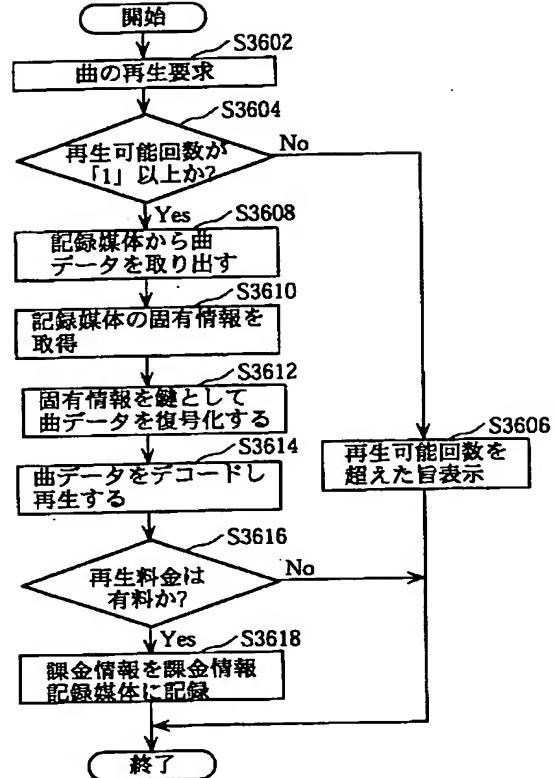 開始
S3602
曲の再生要求
S3604
再生可能回数が
「1」以上か?
No
Yes
S3608
記録媒体から曲
データを取り出す
S3610
記録媒体の固有情報を
取得
S3612
固有情報を鍵として
曲データを復号化する
S3614
曲データをデコードし
再生する
S3606
再生可能回数を
超えた旨表示
S3616
再生料金は
有料か?
No
Yes
S3618
課金情報を課金情報
記録媒体に記録
終了